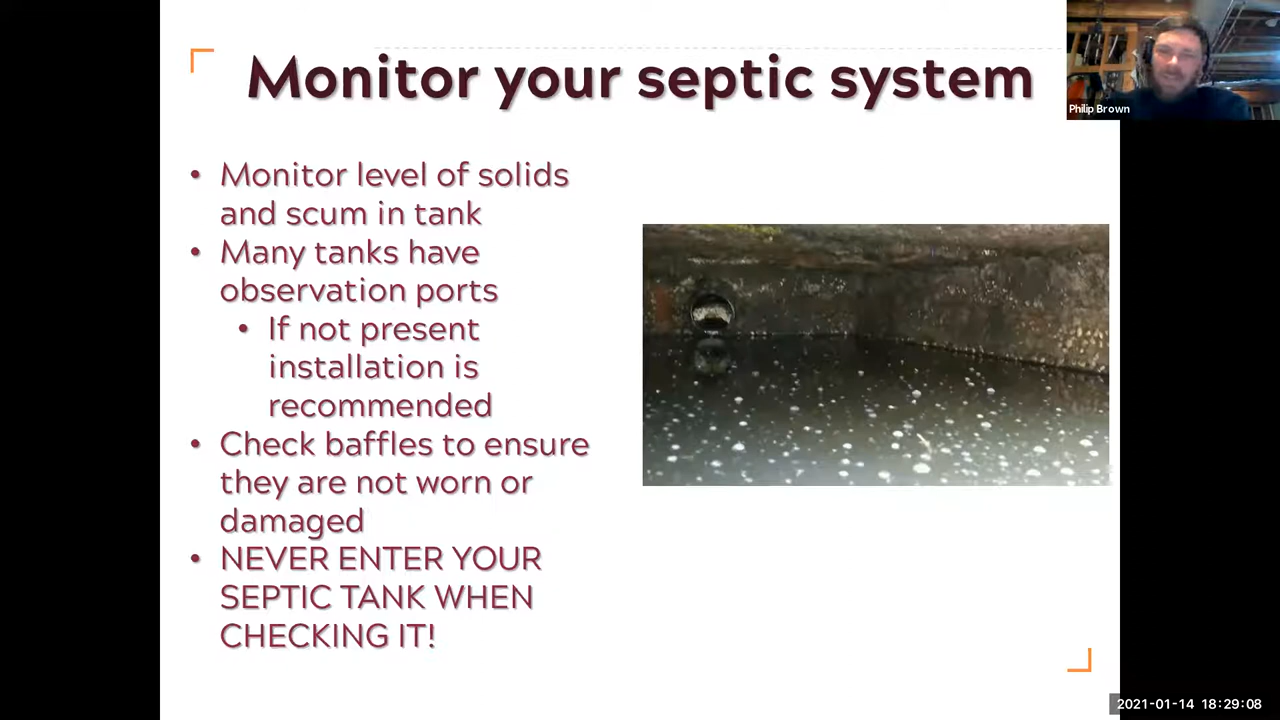 Monitor your septic system
Philip Brown
• Monitor level of solids
and scum in tank
• Many tanks have
observation ports
• If not present
installation is
recommended
• Check baffles to ensure
they are not worn or
damaged
• NEVER ENTER YOUR
SEPTIC TANK WHEN
CHECKING IT!
2021-01-14 18:29:08